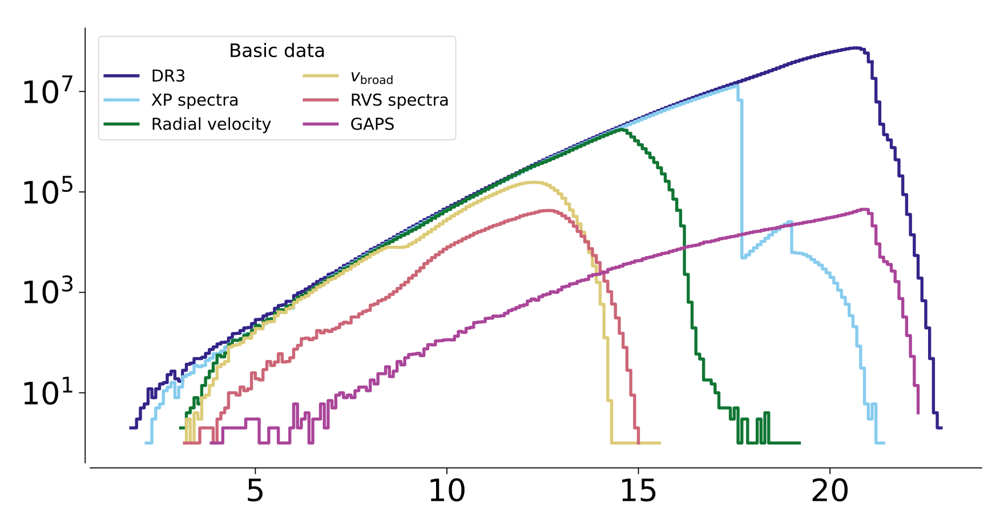 Basic data
DR3
XP spectra
Radial velocity
v_broad
RVS spectra
GAPS
10^7
10^5
10^3
10^1
5 10 15 20